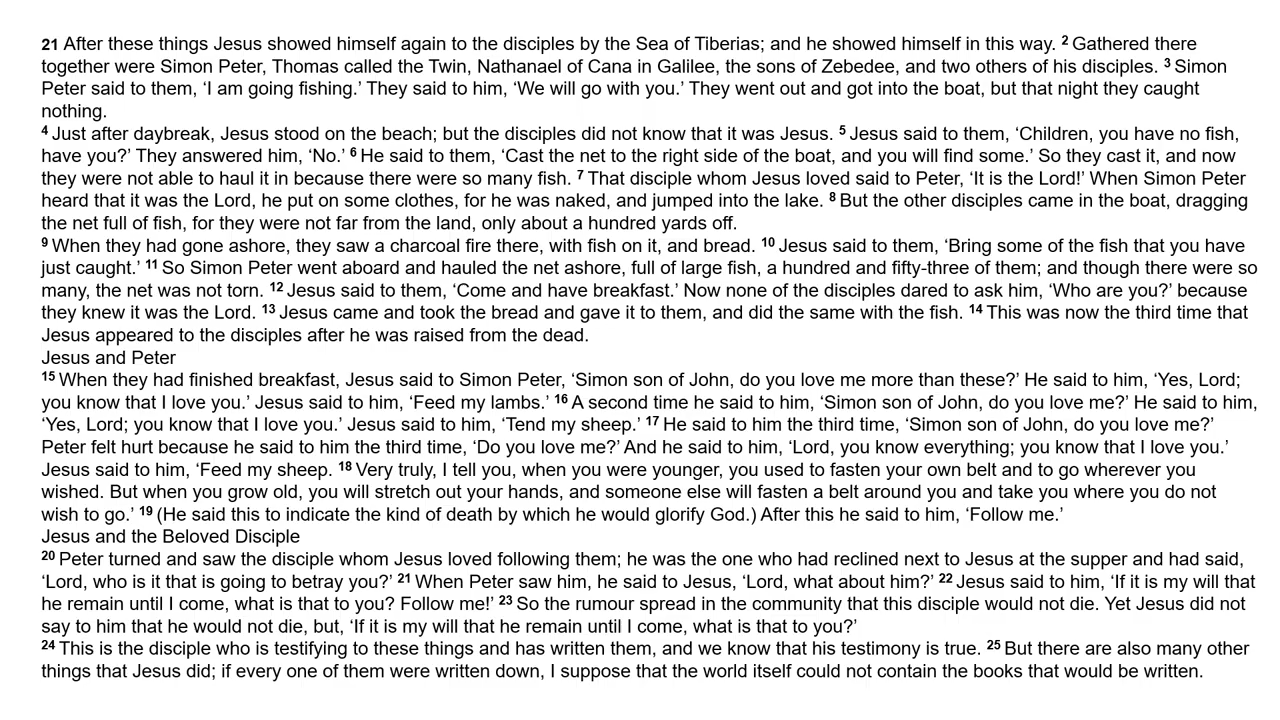 21 After these things Jesus showed himself again to the disciples by the Sea of Tiberias; and he showed himself in this way. 2 Gathered there
together were Simon Peter, Thomas called the Twin, Nathanael of Cana in Galilee, the sons of Zebedee, and two others of his disciples. 3 Simon
Peter said to them, ‘I am going fishing.’ They said to him, ‘We will go with you.’ They went out and got into the boat, but that night they caught
nothing.
4 Just after daybreak, Jesus stood on the beach; but the disciples did not know that it was Jesus. 5 Jesus said to them, ‘Children, you have no fish,
have you?’ They answered him, ‘No.’ 6 He said to them, ‘Cast the net to the right side of the boat, and you will find some.’ So they cast it, and now
they were not able to haul it in because there were so many fish. 7 That disciple whom Jesus loved said to Peter, ‘It is the Lord!’ When Simon Peter
heard that it was the Lord, he put on some clothes, for he was naked, and jumped into the lake. 8 But the other disciples came in the boat, dragging
the net full of fish, for they were not far from the land, only about a hundred yards off.
9 When they had gone ashore, they saw a charcoal fire there, with fish on it, and bread. 10 Jesus said to them, ‘Bring some of the fish that you have
just caught.’ 11 So Simon Peter went aboard and hauled the net ashore, full of large fish, a hundred and fifty-three of them; and though there were so
many, the net was not torn. 12 Jesus said to them, ‘Come and have breakfast.’ Now none of the disciples dared to ask him, ‘Who are you?’ because
they knew it was the Lord. 13 Jesus came and took the bread and gave it to them, and did the same with the fish. 14 This was now the third time that
Jesus appeared to the disciples after he was raised from the dead.
Jesus and Peter
15 When they had finished breakfast, Jesus said to Simon Peter, ‘Simon son of John, do you love me more than these?’ He said to him, ‘Yes, Lord;
you know that I love you.’ Jesus said to him, ‘Feed my lambs.’ 16 A second time he said to him, ‘Simon son of John, do you love me?’ He said to him,
‘Yes, Lord; you know that I love you.’ Jesus said to him, ‘Tend my sheep.’ 17 He said to him the third time, ‘Simon son of John, do you love me?’
Peter felt hurt because he said to him the third time, ‘Do you love me?’ And he said to him, ‘Lord, you know everything; you know that I love you.’
Jesus said to him, ‘Feed my sheep. 18 Very truly, I tell you, when you were younger, you used to fasten your own belt and to go wherever you
wished. But when you grow old, you will stretch out your hands, and someone else will fasten a belt around you and take you where you do not
wish to go.’ 19 (He said this to indicate the kind of death by which he would glorify God.) After this he said to him, ‘Follow me.’
Jesus and the Beloved Disciple
20 Peter turned and saw the disciple whom Jesus loved following them; he was the one who had reclined next to Jesus at the supper and had said,
‘Lord, who is it that is going to betray you?’ 21 When Peter saw him, he said to Jesus, ‘Lord, what about him?’ 22 Jesus said to him, ‘If it is my will that
he remain until I come, what is that to you? Follow me!’ 23 So the rumour spread in the community that this disciple would not die. Yet Jesus did not
say to him that he would not die, but, ‘If it is my will that he remain until I come, what is that to you?’
24 This is the disciple who is testifying to these things and has written them, and we know that his testimony is true. 25 But there are also many other
things that Jesus did; if every one of them were written down, I suppose that the world itself could not contain the books that would be written.